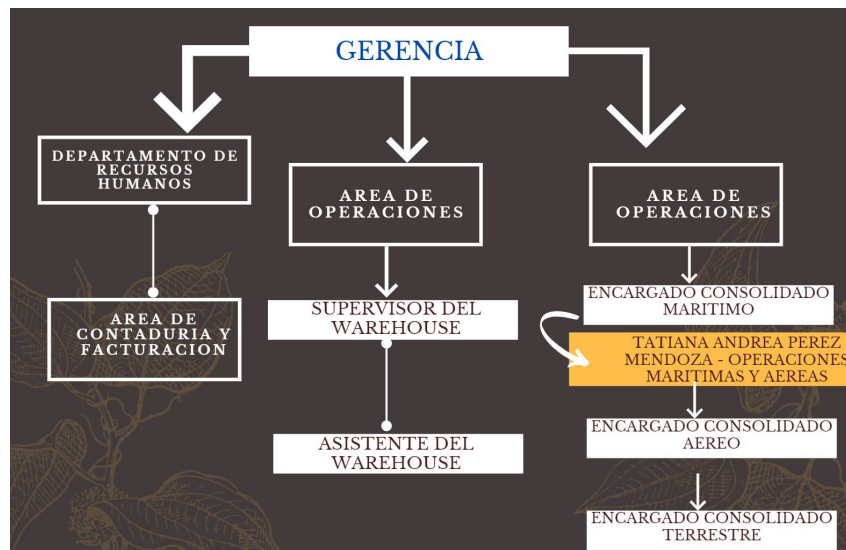 GERENCIA
DEPARTAMENTO DE
RECURSOS
HUMANOS
AREA DE
CONTADURIA Y
FACTURACION
AREA DE
OPERACIONES
SUPERVISOR DEL
WAREHOUSE
ASISTENTE DEL
WAREHOUSE
AREA DE
OPERACIONES
ENCARGADO CONSOLIDADO
MARITIMO
TATIANA ANDREA PEREZ
MENDOZA - OPERACIONES
MARITIMAS Y AEREAS
ENCARGADO CONSOLIDADO
AEREO
ENCARGADO CONSOLIDADO
TERRESTRE